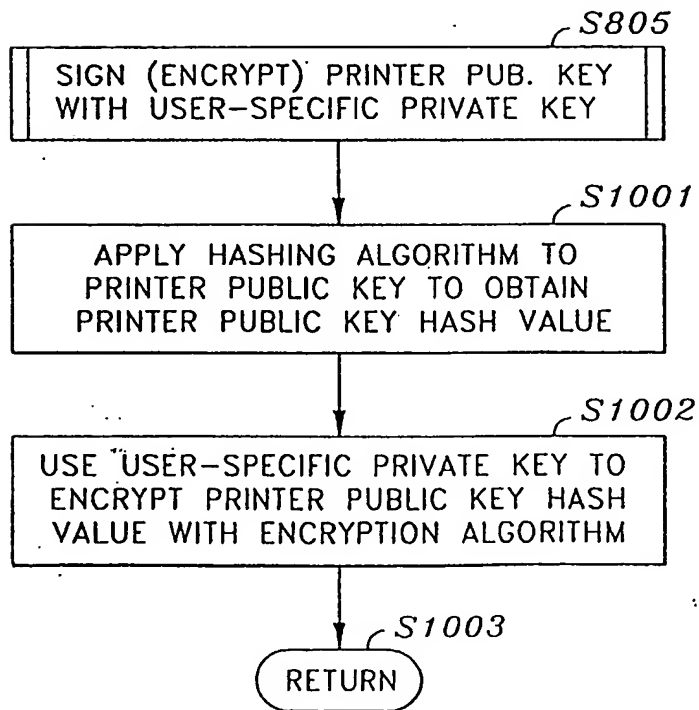 S805
SIGN (ENCRYPT) PRINTER PUB. KEY
WITH USER-SPECIFIC PRIVATE KEY
S1001
APPLY HASHING ALGORITHM TO
PRINTER PUBLIC KEY TO OBTAIN
PRINTER PUBLIC KEY HASH VALUE
S1002
USE USER-SPECIFIC PRIVATE KEY TO
ENCRYPT PRINTER PUBLIC KEY HASH
VALUE WITH ENCRYPTION ALGORITHM
S1003
RETURN